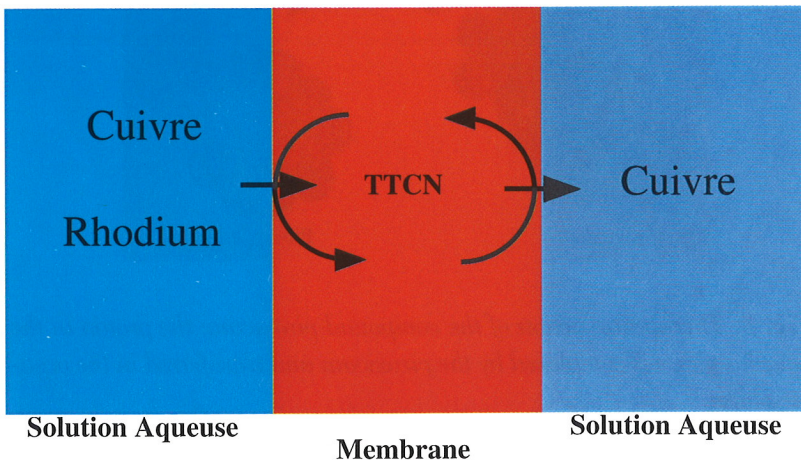 Cuivre
Rhodium
TTCN
Cuivre
Solution Aqueuse
Membrane
Solution Aqueuse